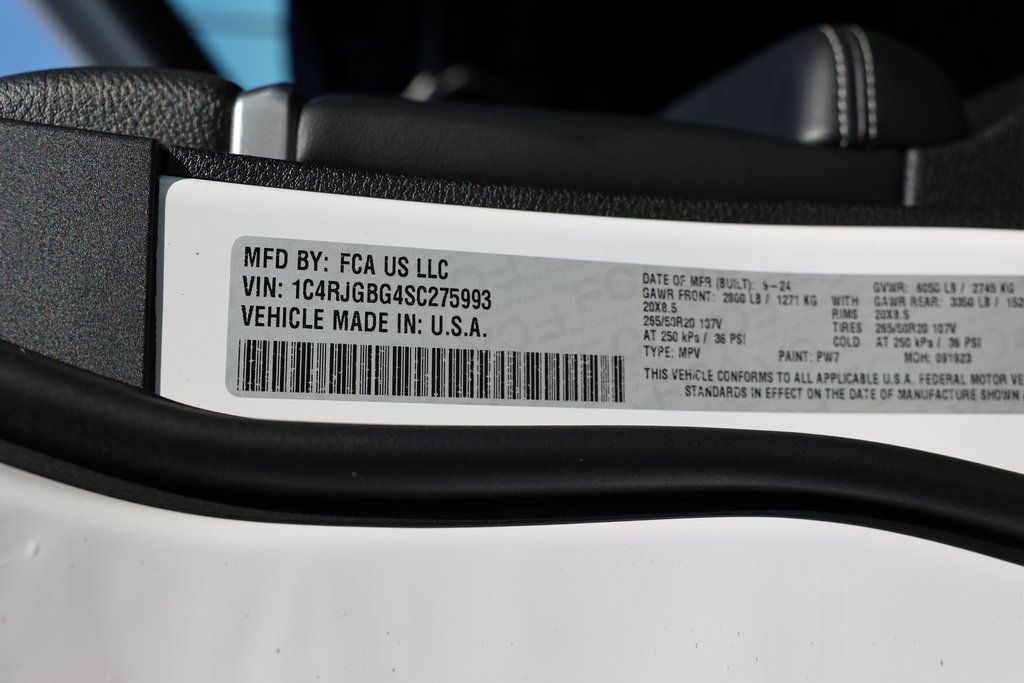 MFD BY: FCA US LLC
VIN: 1C4RJGBG4SC275993
VEHICLE MADE IN: U.S.A.
DATE OF MFR (BUILT): 9-24
GVWR: 6050 LB / 2745 KG
GAWR FRONT: 2800 LB / 1271 KG WITH GAWR REAR: 3350 LB /
20X8.5 RIMS 20X8.5
265/50R20 107V TIRES 265/50R20 107V
AT 250 kPa / 36 PSI COLD AT 250 kPa / 36 PSI
TYPE: MPV PAINT: PW7 MDH: 091923
THIS VEHICLE CONFORMS TO ALL APPLICABLE U.S.A. FEDERAL MOTOR
STANDARDS IN EFFECT ON THE DATE OF MANUFACTURE SHOWN